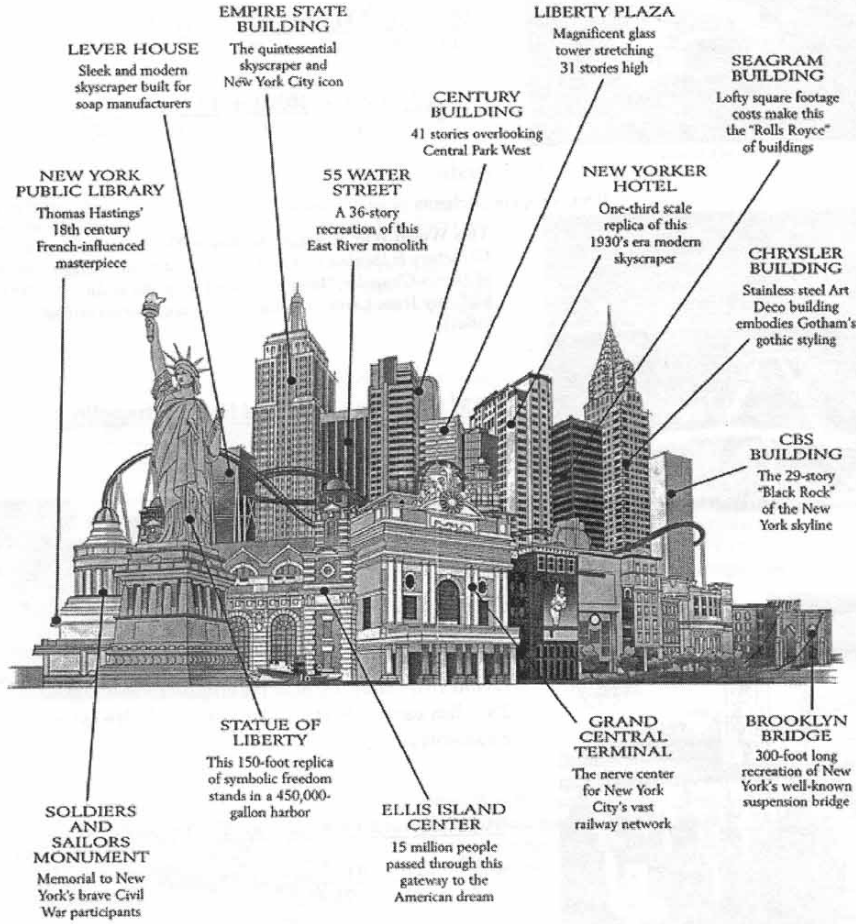 EMPIRE STATE
BUILDING
The quintessential
skyscraper and
New York City icon
LIBERTY PLAZA
Magnificent glass
tower stretching
31 stories high
LEVER HOUSE
Sleek and modern
skyscraper built for
soap manufacturers
SEAGRAM
BUILDING
Lofty square footage
costs make this
the "Rolls Royce"
of buildings
CENTURY
BUILDING
41 stories overlooking
Central Park West
NEW YORK
PUBLIC LIBRARY
Thomas Hastings'
18th century
French-influenced
masterpiece
55 WATER
STREET
A 36-story
recreation of this
East River monolith
NEW YORKER
HOTEL
One-third scale
replica of this
1930's era modern
skyscraper
CHRYSLER
BUILDING
Stainless steel Art
Deco building
embodies Gotham's
gothic styling
CBS
BUILDING
The 29-story
"Black Rock"
of the New
York skyline
STATUE OF
LIBERTY
This 150-foot replica
of symbolic freedom
stands in a 450,000-
gallon harbor
GRAND
CENTRAL
TERMINAL
The nerve center
for New York
City's vast
railway network
BROOKLYN
BRIDGE
300-foot long
recreation of New
York's well-known
suspension bridge
SOLDIERS
AND
SAILORS
MONUMENT
Memorial to New
York's brave Civil
War participants
ELLIS ISLAND
CENTER
15 million people
passed through this
gateway to the
American dream